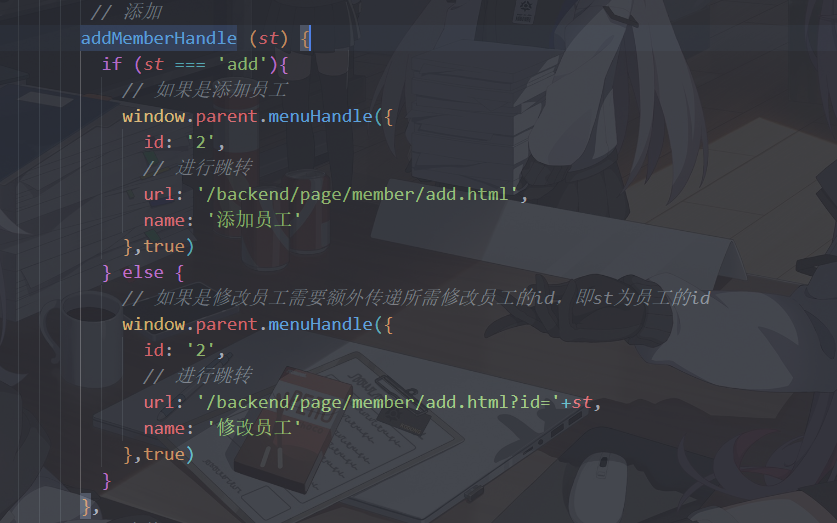 // 添加
addMemberHandle (st) {
if (st === 'add'){
// 如果是添加员工
window.parent.menuHandle({
id: '2',
// 进行跳转
url: '/backend/page/member/add.html',
name: '添加员工'
},true)
} else {
// 如果是修改员工需要额外传递所需修改员工的id，即st为员工的id
window.parent.menuHandle({
id: '2',
// 进行跳转
url: '/backend/page/member/add.html?id='+st,
name: '修改员工'
},true)
}
},